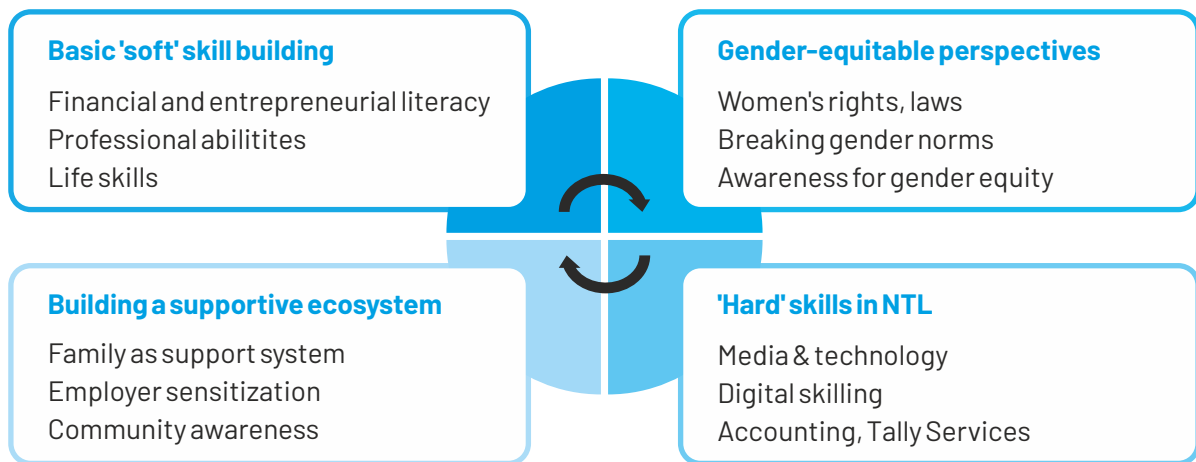 Basic 'soft' skill building
Financial and entrepreneurial literacy
Professional abilitites
Life skills
Gender-equitable perspectives
Women's rights, laws
Breaking gender norms
Awareness for gender equity
Building a supportive ecosystem
Family as support system
Employer sensitization
Community awareness
'Hard' skills in NTL
Media & technology
Digital skilling
Accounting, Tally Services